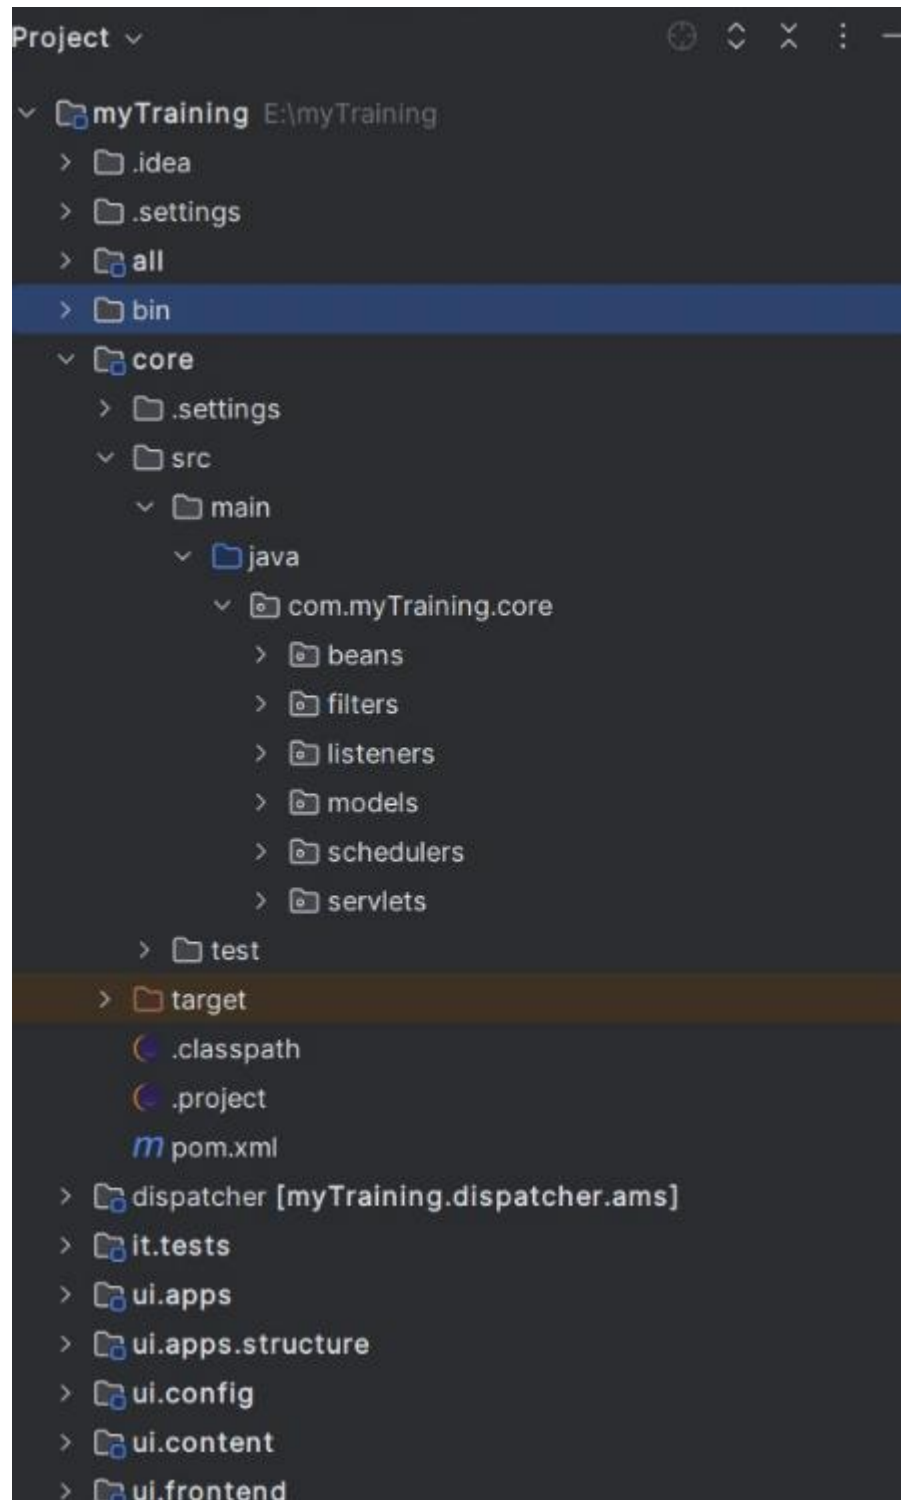 Project
myTraining E:\myTraining
.idea
.settings
all
bin
core
.settings
src
main
java
com.myTraining.core
beans
filters
listeners
models
schedulers
servlets
test
target
.classpath
.project
m pom.xml
dispatcher [myTraining.dispatcher.ams]
it.tests
ui.apps
ui.apps.structure
ui.config
ui.content
ui.frontend